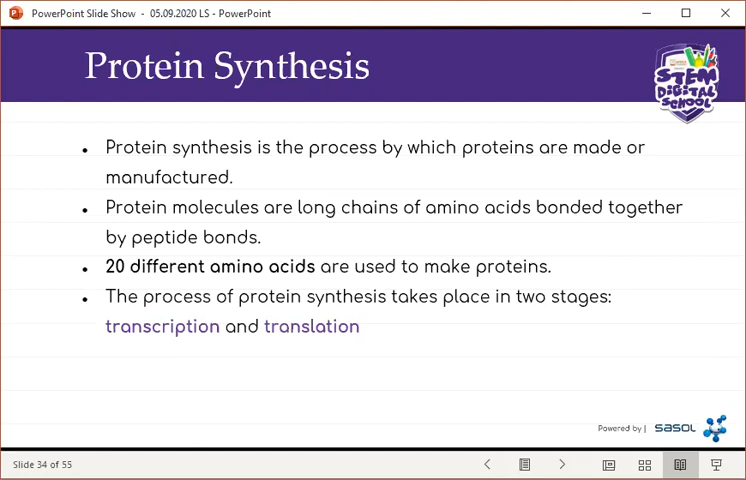 PowerPoint Slide Show - 05.09.2020 LS - PowerPoint
Protein Synthesis
STEM
DIGITAL
SCHOOL
• Protein synthesis is the process by which proteins are made or
manufactured.
• Protein molecules are long chains of amino acids bonded together
by peptide bonds.
• 20 different amino acids are used to make proteins.
• The process of protein synthesis takes place in two stages:
transcription and translation
Powered by | sasol
Slide 34 of 55